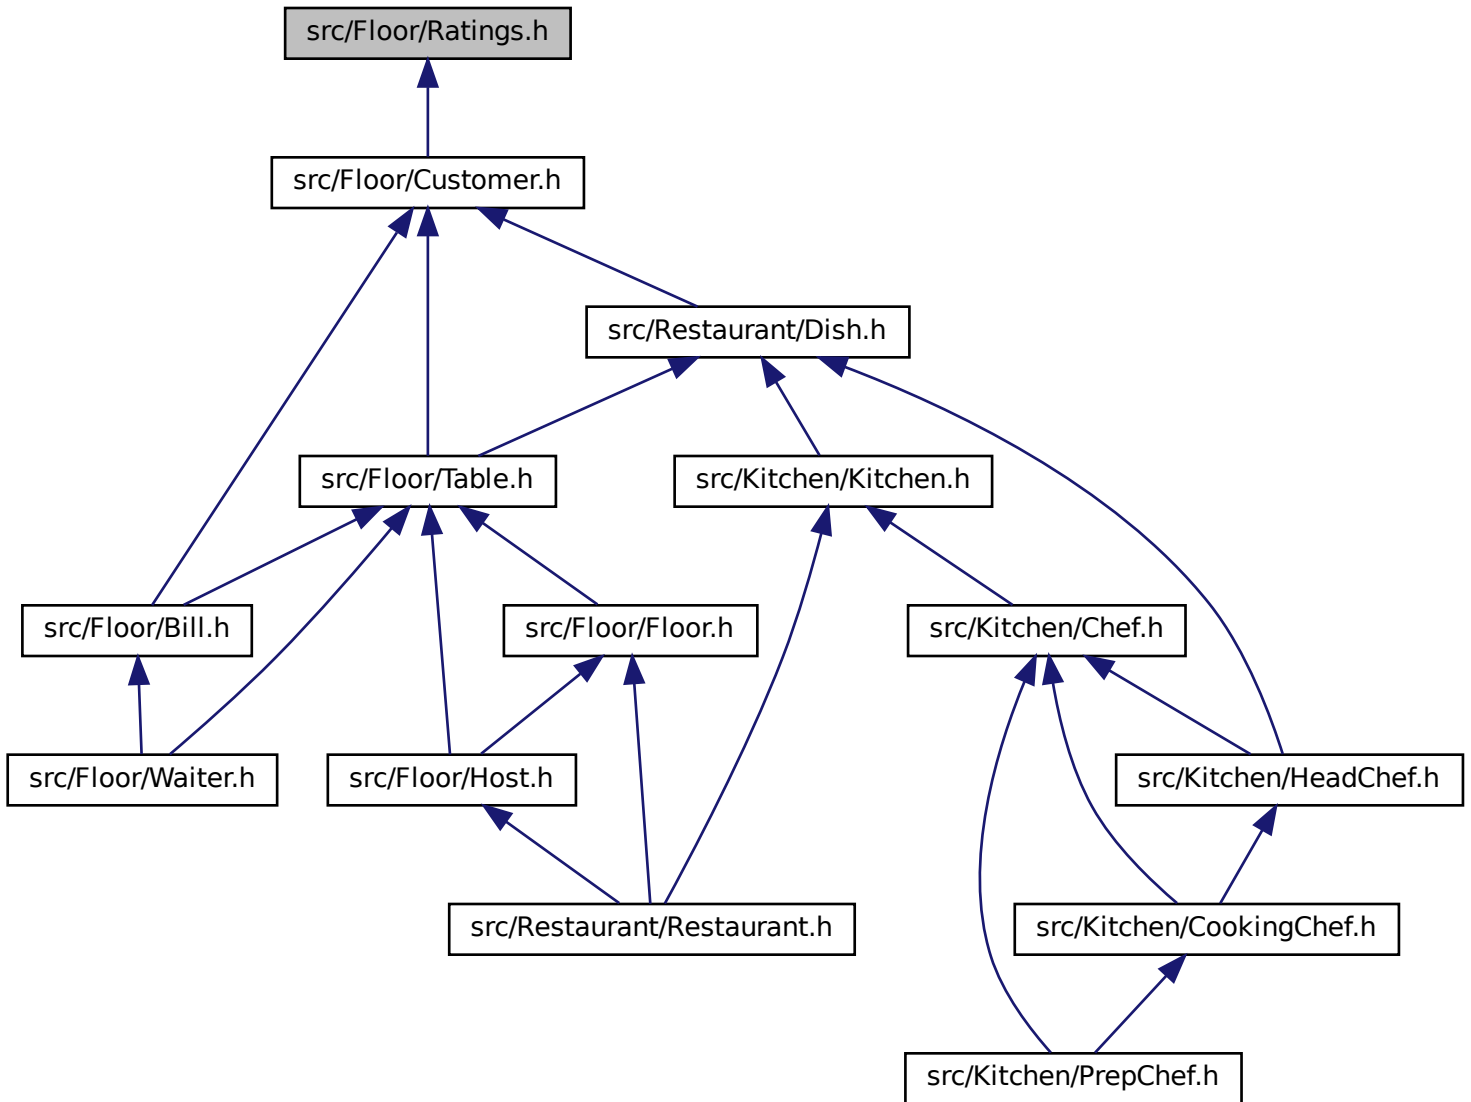 src/Floor/Ratings.h
src/Floor/Customer.h
src/Restaurant/Dish.h
src/Floor/Table.h
src/Kitchen/Kitchen.h
src/Floor/Bill.h
src/Floor/Floor.h
src/Kitchen/Chef.h
src/Floor/Waiter.h
src/Floor/Host.h
src/Kitchen/HeadChef.h
src/Restaurant/Restaurant.h
src/Kitchen/CookingChef.h
src/Kitchen/PrepChef.h